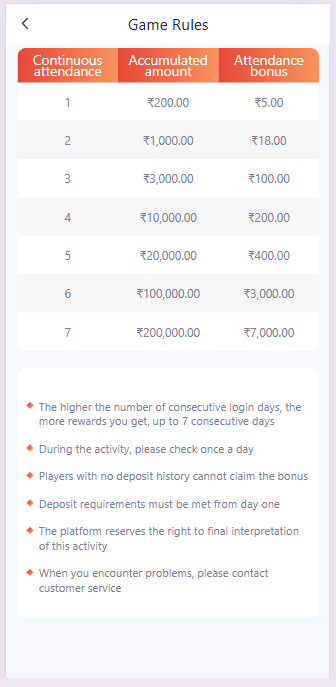 Game Rules
Continuous attendance Accumulated amount Attendance bonus
1 ₹200.00 ₹5.00
2 ₹1,000.00 ₹18.00
3 ₹3,000.00 ₹100.00
4 ₹10,000.00 ₹200.00
5 ₹20,000.00 ₹400.00
6 ₹100,000.00 ₹3,000.00
7 ₹200,000.00 ₹7,000.00
The higher the number of consecutive login days, the
more rewards you get, up to 7 consecutive days
During the activity, please check once a day
Players with no deposit history cannot claim the bonus
Deposit requirements must be met from day one
The platform reserves the right to final interpretation
of this activity
When you encounter problems, please contact
customer service